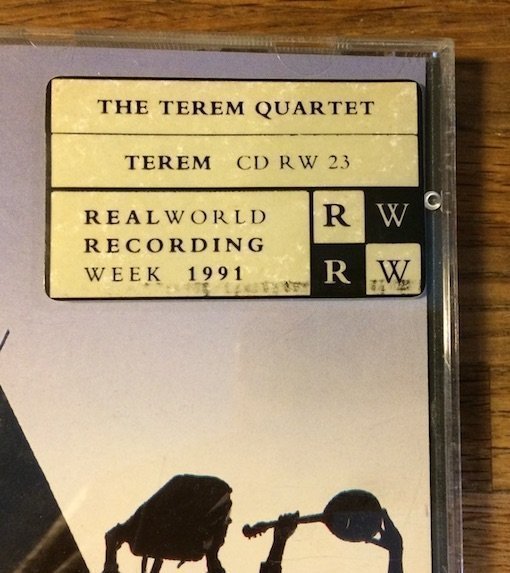 THE TEREM QUARTET
TEREM CD RW 23
REALWORLD
RECORDING
WEEK 1991
R W
R W